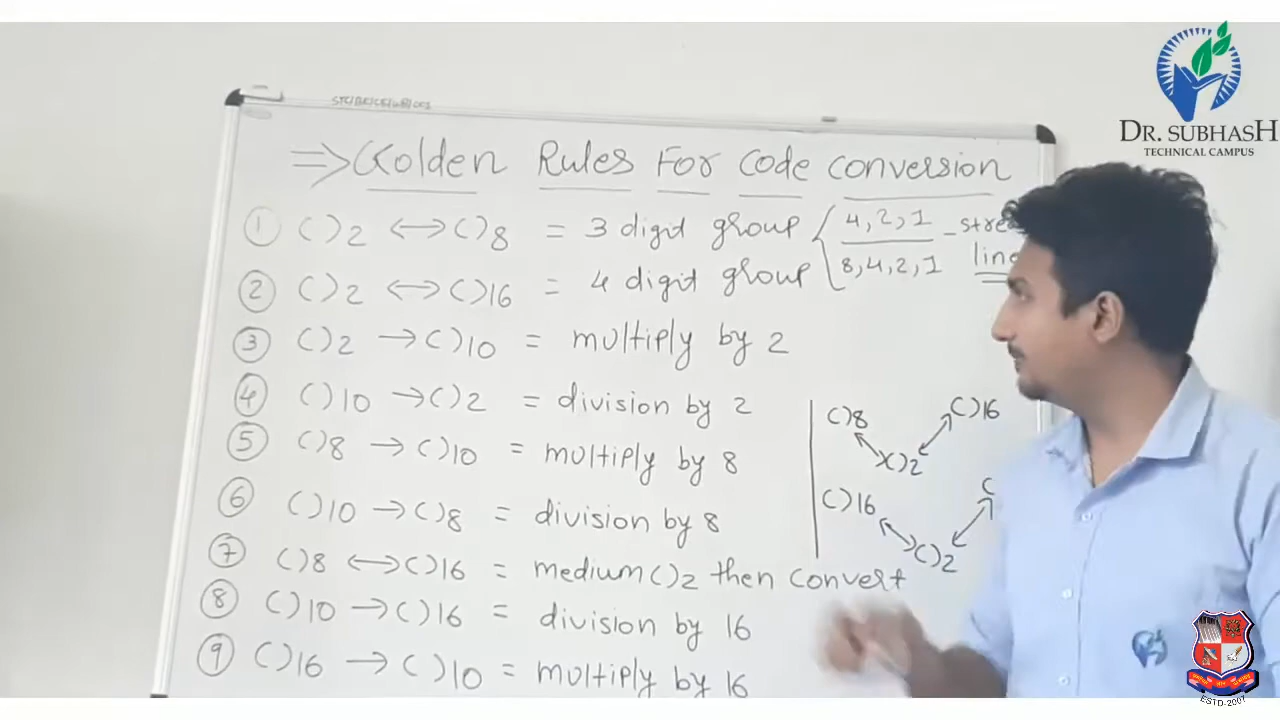 DR. SUBHASH
TECHNICAL CAMPUS
⇒ Golden Rules For Code Conversion
① ( )2 ↔ ( )8 = 3 digit group { 4,2,1
② ( )2 ↔ ( )16 = 4 digit group { 8,4,2,1
③ ( )2 → ( )10 = multiply by 2
④ ( )10 → ( )2 = division by 2
⑤ ( )8 → ( )10 = multiply by 8
⑥ ( )10 → ( )8 = division by 8
⑦ ( )8 ↔ ( )16 = medium ( )2 then convert
⑧ ( )10 → ( )16 = division by 16
⑨ ( )16 → ( )10 = multiply by 16
( )8 ( )16
( )2
( )16 (
( )2
ESTD-2007